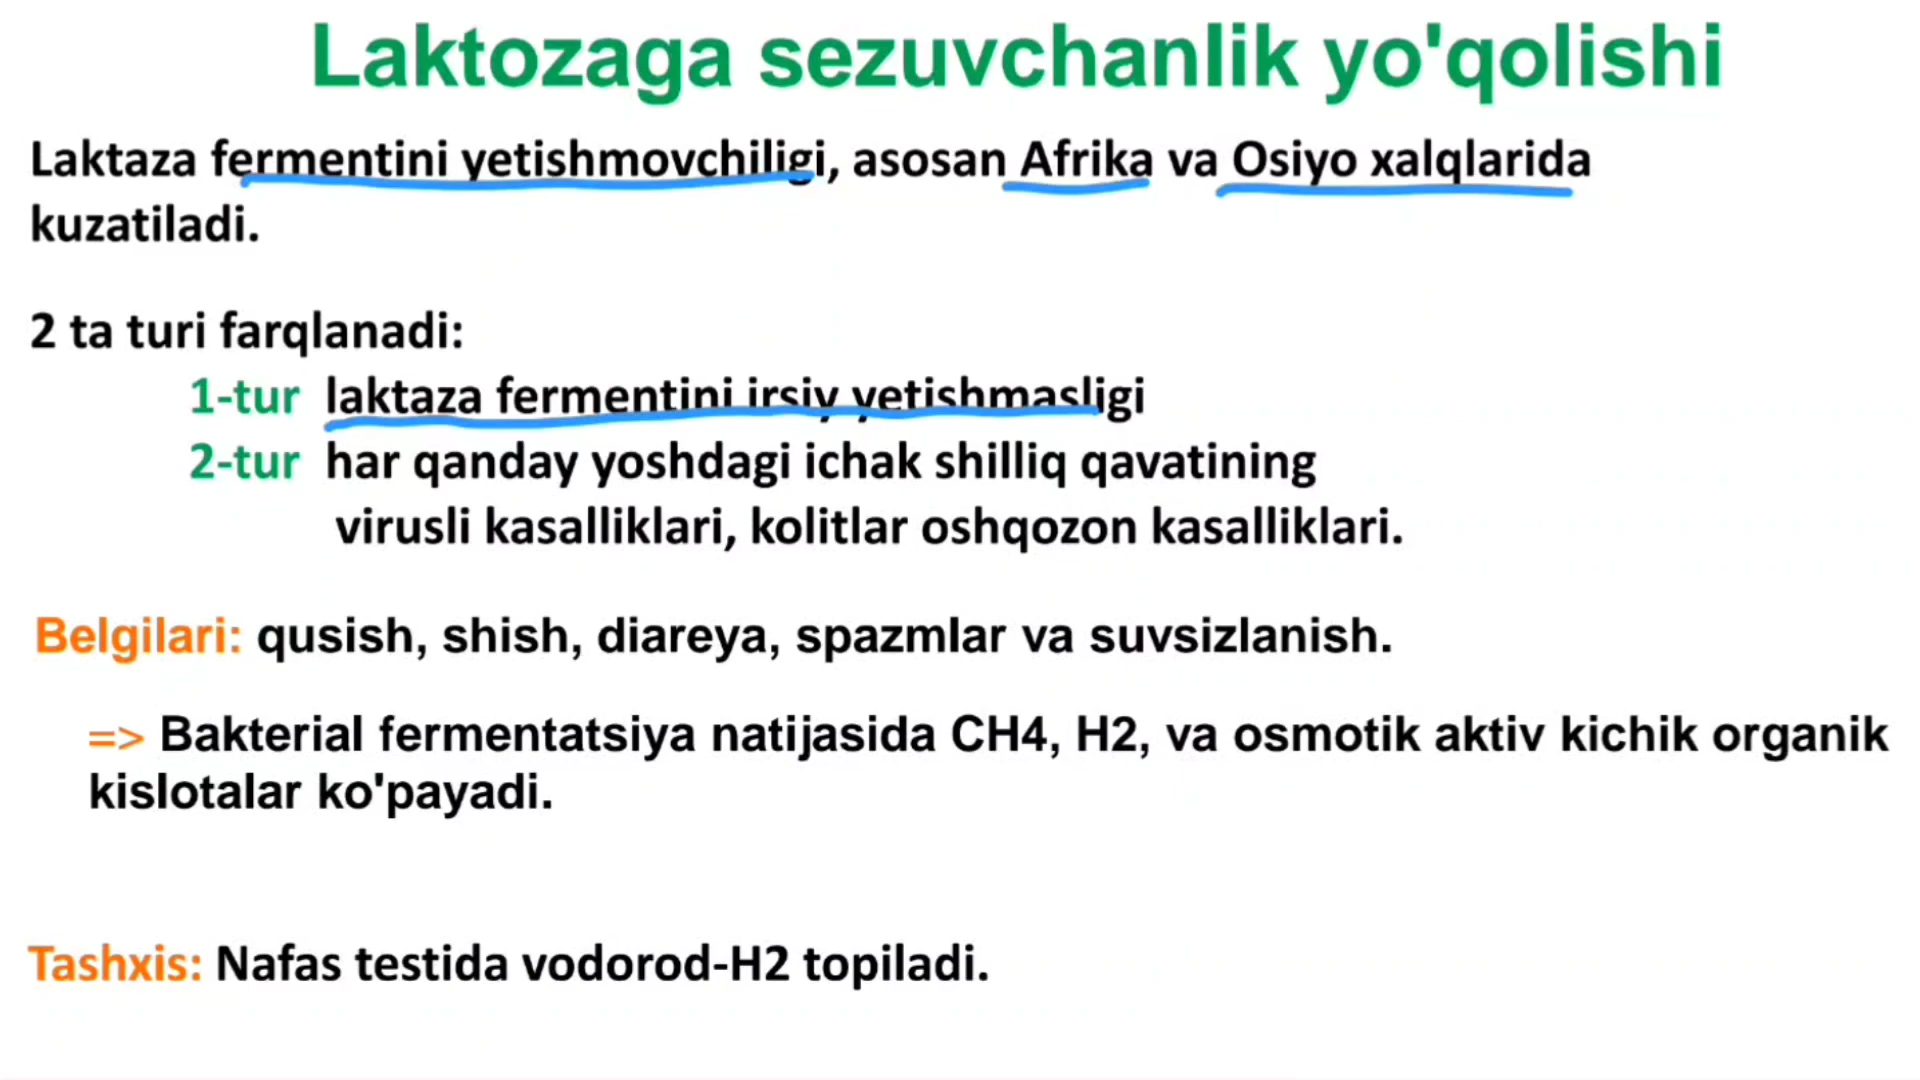 Laktozaga sezuvchanlik yo'qolishi
Laktaza fermentini yetishmovchiligi, asosan Afrika va Osiyo xalqlarida
kuzatiladi.
2 ta turi farqlanadi:
1-tur laktaza fermentini irsiy yetishmasligi
2-tur har qanday yoshdagi ichak shilliq qavatining
virusli kasalliklari, kolitlar oshqozon kasalliklari.
Belgilari: qusish, shish, diareya, spazmlar va suvsizlanish.
=> Bakterial fermentatsiya natijasida CH4, H2, va osmotik aktiv kichik organik
kislotalar ko'payadi.
Tashxis: Nafas testida vodorod-H2 topiladi.